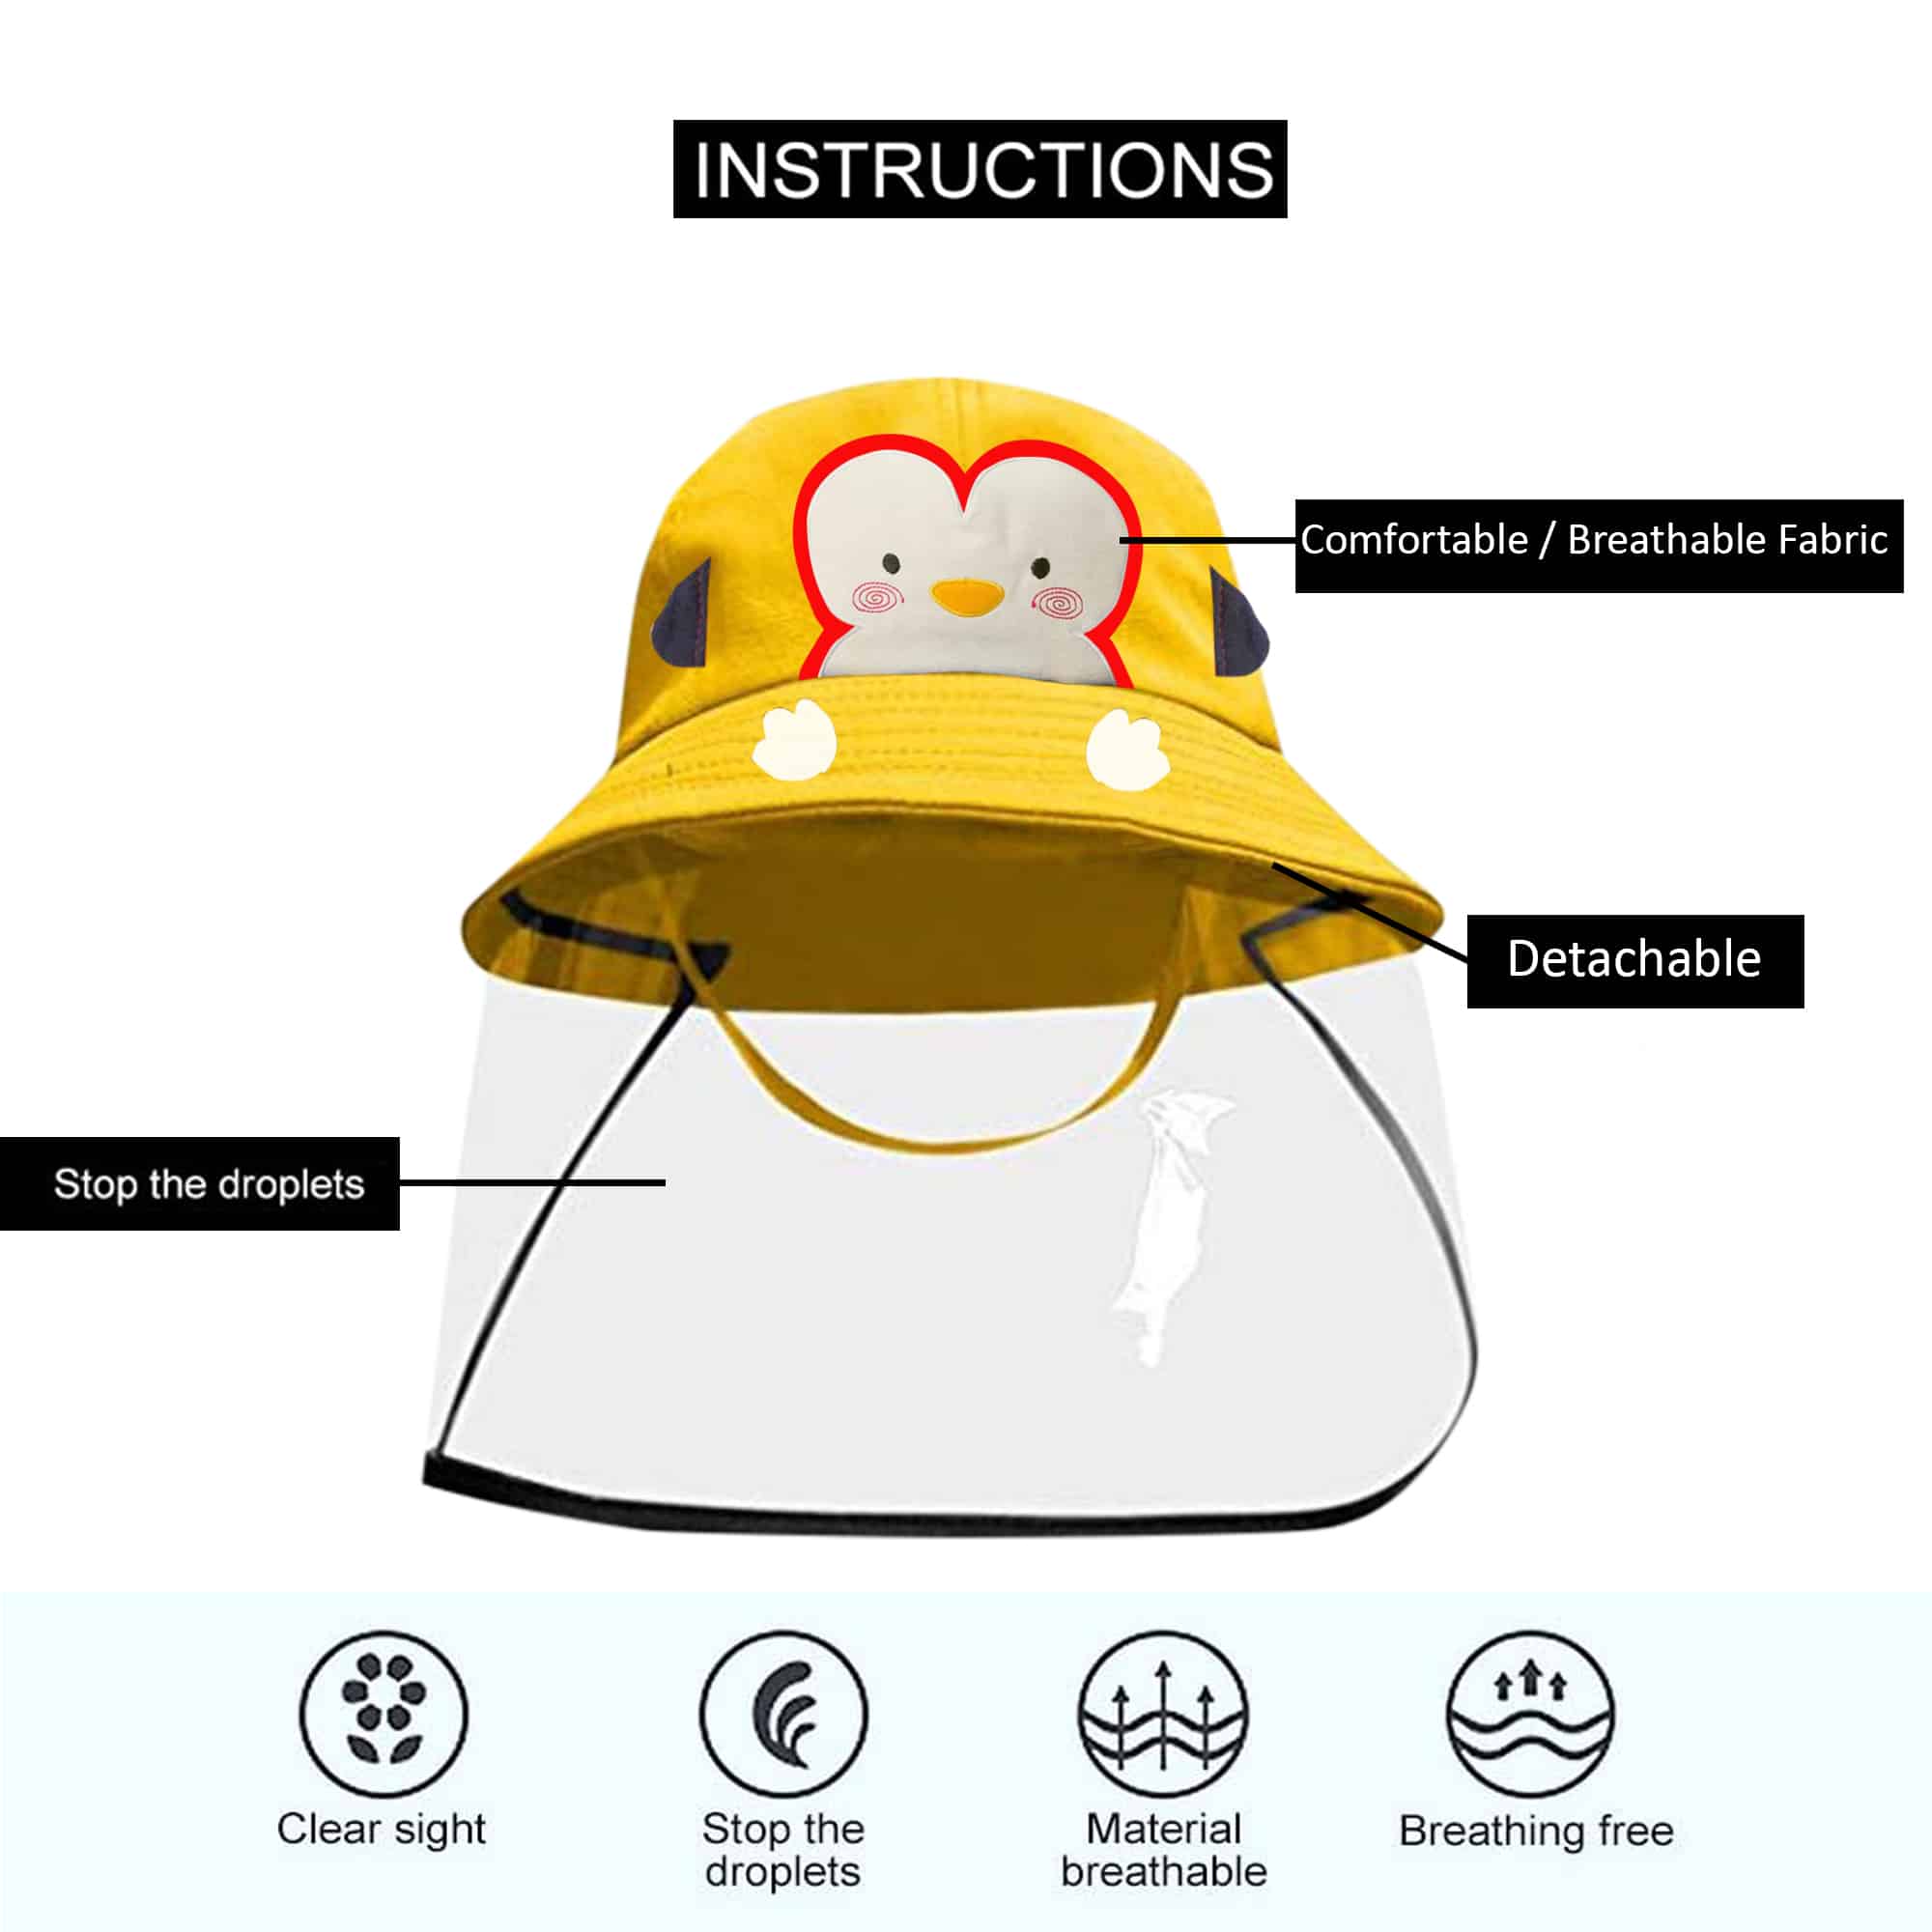 INSTRUCTIONS
Comfortable / Breathable Fabric
Detachable
Stop the droplets
Clear sight
Stop the
droplets
Material
breathable
Breathing free